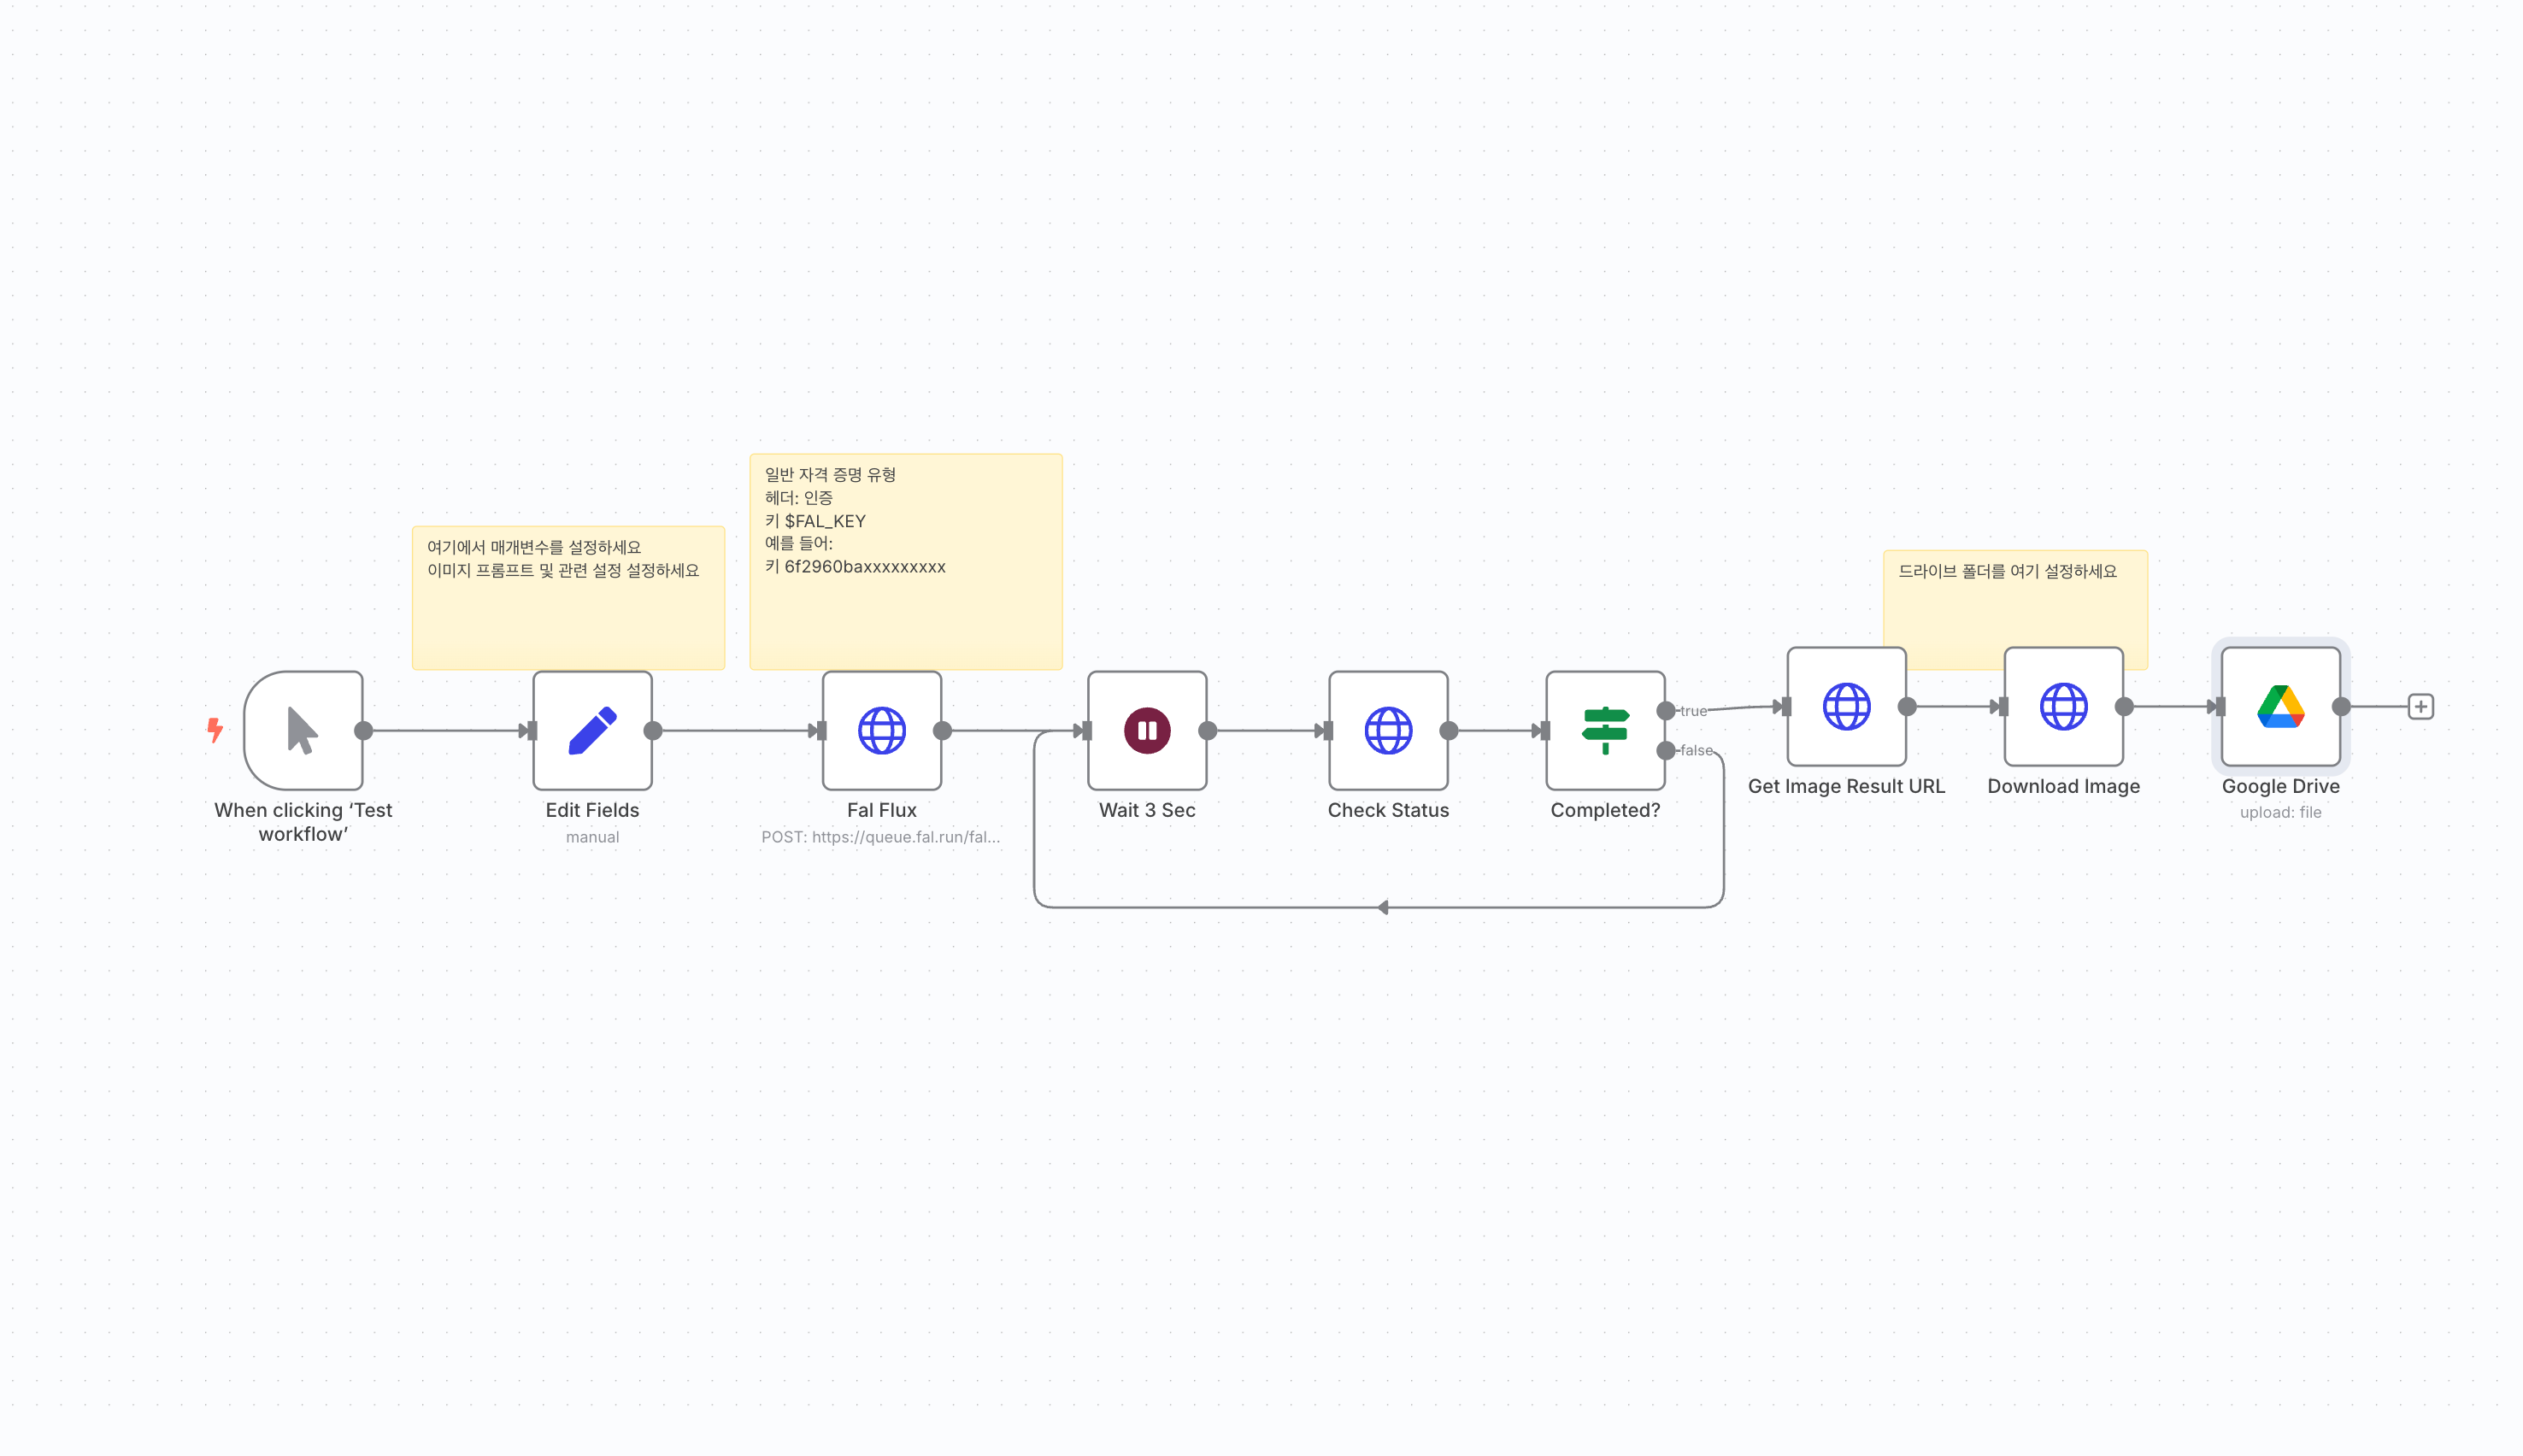 일반 자격 증명 유형
헤더: 인증
키 $FAL_KEY
예를 들어:
키 6f2960baxxxxxxxxx
여기에서 매개변수를 설정하세요
이미지 프롬프트 및 관련 설정 설정하세요
드라이브 폴더를 여기 설정하세요
true
false
When clicking ‘Test
workflow’
Edit Fields
manual
Fal Flux
POST: https://queue.fal.run/fal...
Wait 3 Sec
Check Status
Completed?
Get Image Result URL
Download Image
Google Drive
upload: file